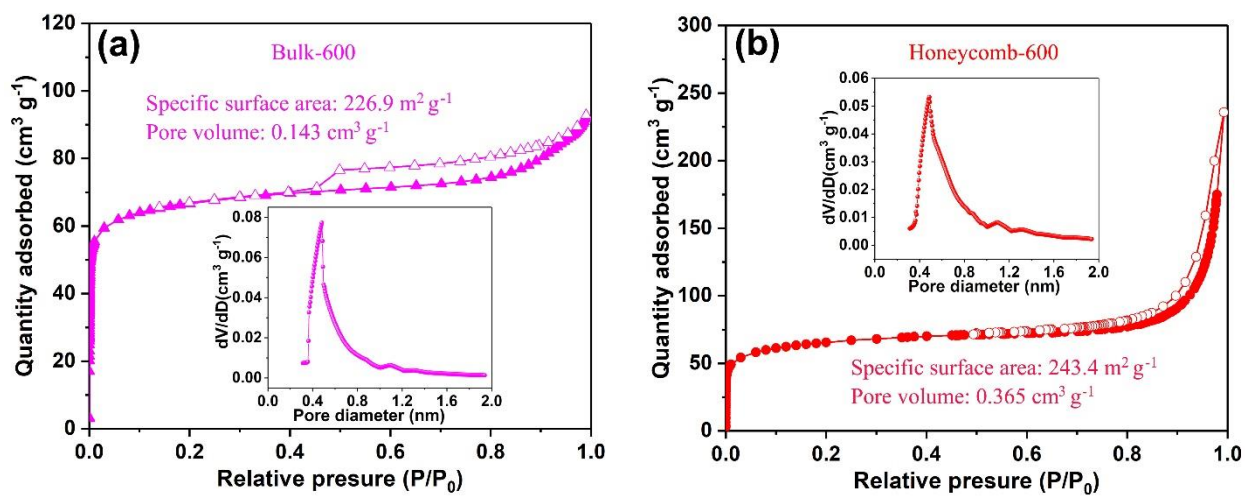 (a)
Bulk-600
Specific surface area: 226.9 m² g⁻¹
Pore volume: 0.143 cm³ g⁻¹
Quantity adsorbed (cm³ g⁻¹)
120
100
80
60
40
20
0
0.0 0.2 0.4 0.6 0.8 1.0
Relative presure (P/P₀)
dV/dD(cm³ g⁻¹)
0.08
0.04
0.00
0.0 0.4 0.8 1.2 1.6 2.0
Pore diameter (nm)
(b)
Honeycomb-600
Quantity adsorbed (cm³ g⁻¹)
300
250
200
150
100
50
0
dV/dD(cm³ g⁻¹)
0.06
0.05
0.04
0.03
0.02
0.01
0.00
0.0 0.4 0.8 1.2 1.6 2.0
Pore diameter (nm)
Specific surface area: 243.4 m² g⁻¹
Pore volume: 0.365 cm³ g⁻¹
0.0 0.2 0.4 0.6 0.8 1.0
Relative presure (P/P₀)